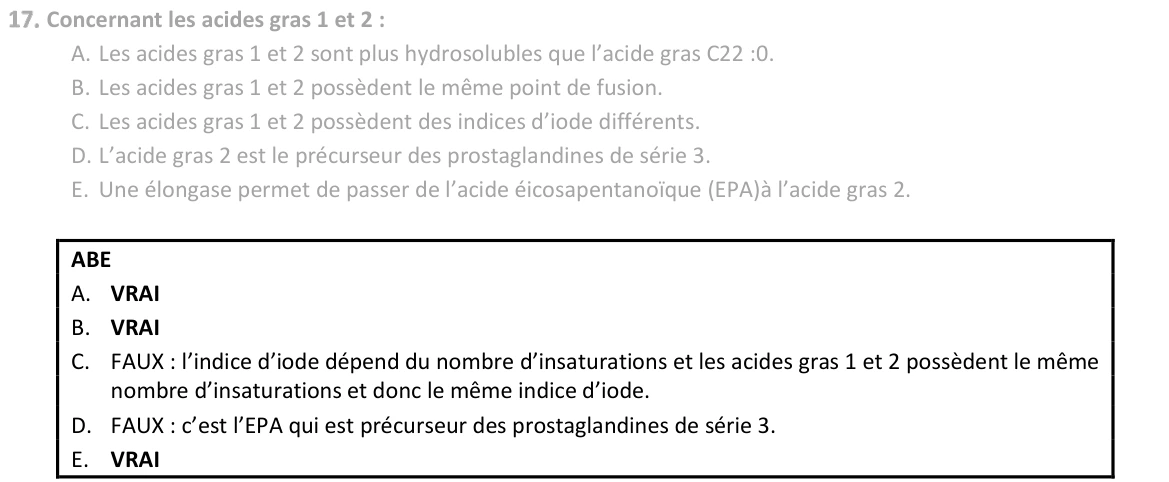 17. Concernant les acides gras 1 et 2 :
A. Les acides gras 1 et 2 sont plus hydrosolubles que l’acide gras C22 :0.
B. Les acides gras 1 et 2 possèdent le même point de fusion.
C. Les acides gras 1 et 2 possèdent des indices d’iode différents.
D. L’acide gras 2 est le précurseur des prostaglandines de série 3.
E. Une élongase permet de passer de l’acide éicosapentanoïque (EPA)à l’acide gras 2.
ABE
A. VRAI
B. VRAI
C. FAUX : l’indice d’iode dépend du nombre d’insaturations et les acides gras 1 et 2 possèdent le même
nombre d’insaturations et donc le même indice d’iode.
D. FAUX : c’est l’EPA qui est précurseur des prostaglandines de série 3.
E. VRAI